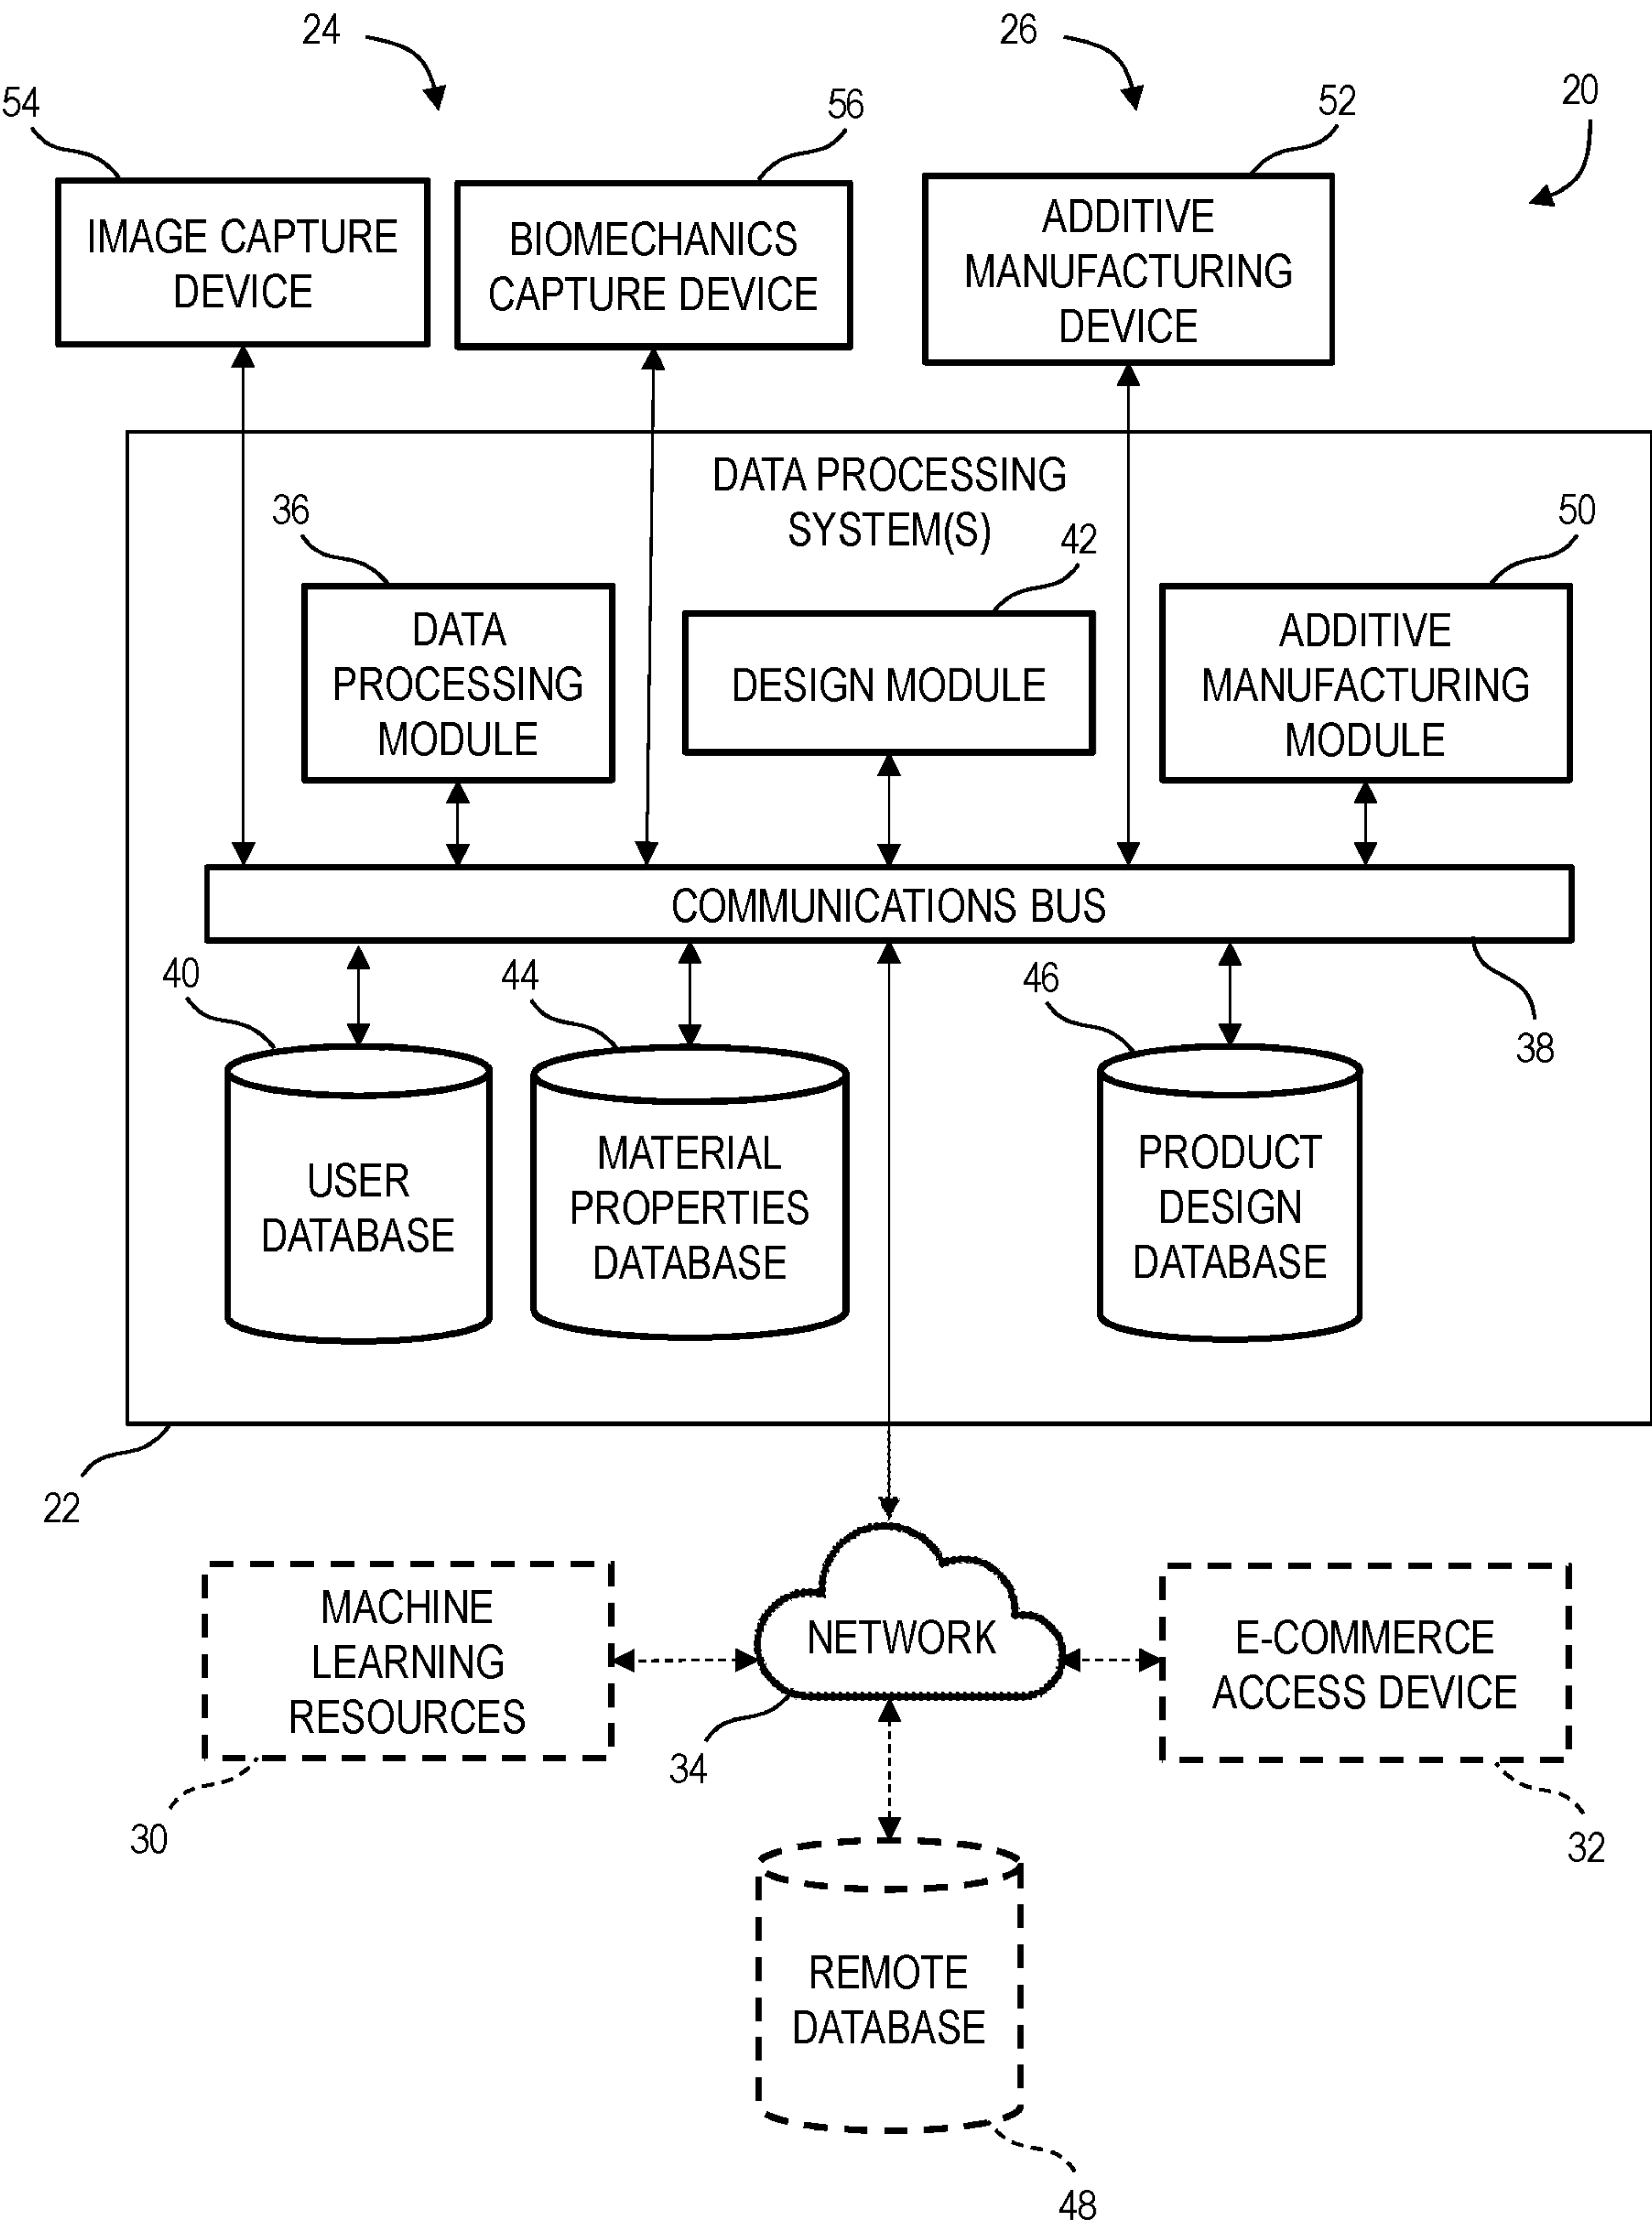 24
26
54
56
52
20
IMAGE CAPTURE
DEVICE
BIOMECHANICS
CAPTURE DEVICE
ADDITIVE
MANUFACTURING
DEVICE
DATA PROCESSING
SYSTEM(S)
36
42
50
DATA
PROCESSING
MODULE
DESIGN MODULE
ADDITIVE
MANUFACTURING
MODULE
COMMUNICATIONS BUS
40
44
46
38
USER
DATABASE
MATERIAL
PROPERTIES
DATABASE
PRODUCT
DESIGN
DATABASE
22
MACHINE
LEARNING
RESOURCES
NETWORK
E-COMMERCE
ACCESS DEVICE
34
30
32
REMOTE
DATABASE
48